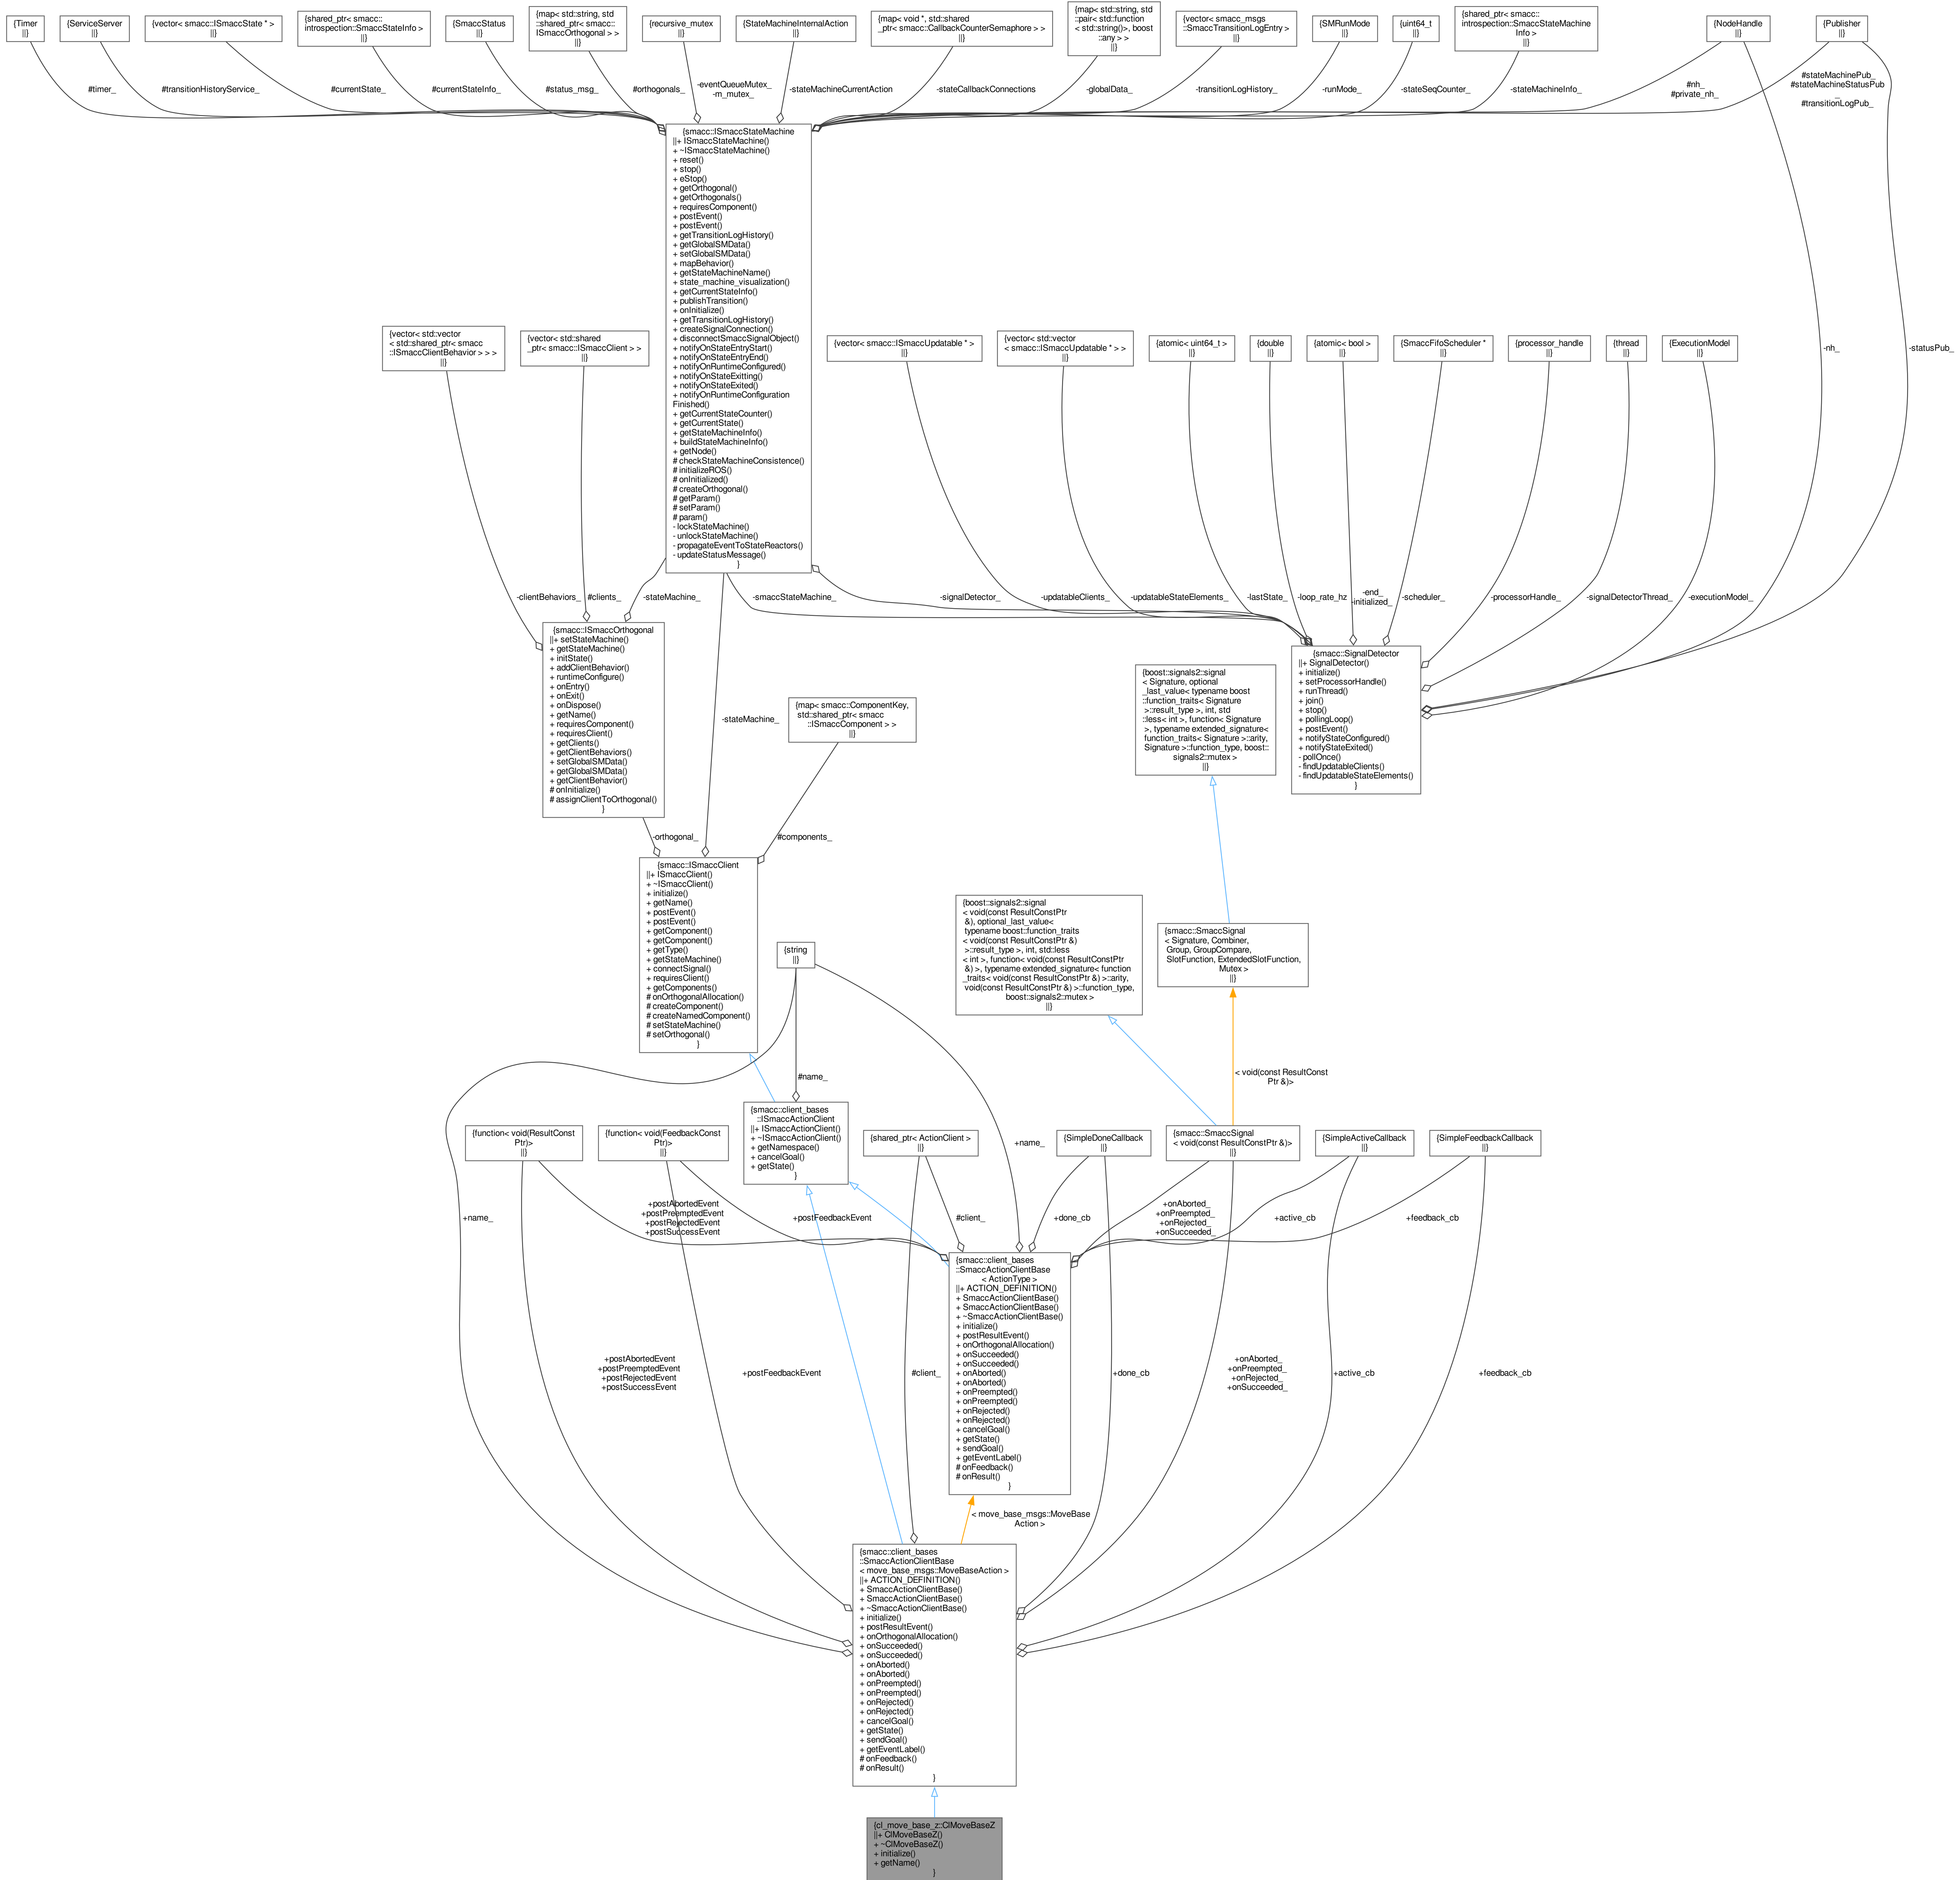 {Timer
||}
{ServiceServer
||}
{vector< smacc::ISmaccState * >
||}
{shared_ptr< smacc::
introspection::SmaccStateInfo >
||}
{SmaccStatus
||}
{map< std::string, std
::shared_ptr< smacc::
ISmaccOrthogonal > >
||}
{recursive_mutex
||}
{StateMachineInternalAction
||}
{map< void *, std::shared
_ptr< smacc::CallbackCounterSemaphore > >
||}
{map< std::string, std
::pair< std::function
< std::string()>, boost
::any > >
||}
{vector< smacc_msgs
::SmaccTransitionLogEntry >
||}
{SMRunMode
||}
{uint64_t
||}
{shared_ptr< smacc::
introspection::SmaccStateMachine
Info >
||}
{NodeHandle
||}
{Publisher
||}
#timer_
#transitionHistoryService_
#currentState_
#currentStateInfo_
#status_msg_
#orthogonals_
-eventQueueMutex_
-m_mutex_
-stateMachineCurrentAction
-stateCallbackConnections
-globalData_
-transitionLogHistory_
-runMode_
-stateSeqCounter_
-stateMachineInfo_
#nh_
#private_nh_
#stateMachinePub_
#stateMachineStatusPub
_
#transitionLogPub_
{smacc::ISmaccStateMachine
||+ ISmaccStateMachine()
+ ~ISmaccStateMachine()
+ reset()
+ stop()
+ eStop()
+ getOrthogonal()
+ getOrthogonals()
+ requiresComponent()
+ postEvent()
+ postEvent()
+ getTransitionLogHistory()
+ getGlobalSMData()
+ setGlobalSMData()
+ mapBehavior()
+ getStateMachineName()
+ state_machine_visualization()
+ getCurrentStateInfo()
+ publishTransition()
+ onInitialize()
+ getTransitionLogHistory()
+ createSignalConnection()
+ disconnectSmaccSignalObject()
+ notifyOnStateEntryStart()
+ notifyOnStateEntryEnd()
+ notifyOnRuntimeConfigured()
+ notifyOnStateExitting()
+ notifyOnStateExited()
+ notifyOnRuntimeConfiguration
Finished()
+ getCurrentStateCounter()
+ getCurrentState()
+ getStateMachineInfo()
+ buildStateMachineInfo()
+ getNode()
# checkStateMachineConsistence()
# initializeROS()
# onInitialized()
# createOrthogonal()
# getParam()
# setParam()
# param()
- lockStateMachine()
- unlockStateMachine()
- propagateEventToStateReactors()
- updateStatusMessage()
}
{vector< std::vector
< std::shared_ptr< smacc
::ISmaccClientBehavior > > >
||}
{vector< std::shared
_ptr< smacc::ISmaccClient > >
||}
{vector< smacc::ISmaccUpdatable * >
||}
{vector< std::vector
< smacc::ISmaccUpdatable * > >
||}
{atomic< uint64_t >
||}
{double
||}
{atomic< bool >
||}
{SmaccFifoScheduler *
||}
{processor_handle
||}
{thread
||}
{ExecutionModel
||}
-nh_
-statusPub_
-clientBehaviors_
#clients_
-stateMachine_
-smaccStateMachine_
-signalDetector_
-updatableClients_
-updatableStateElements_
-lastState_
-loop_rate_hz
-end_
-initialized_
-scheduler_
-processorHandle_
-signalDetectorThread_
-executionModel_
{smacc::ISmaccOrthogonal
||+ setStateMachine()
+ getStateMachine()
+ initState()
+ addClientBehavior()
+ runtimeConfigure()
+ onEntry()
+ onExit()
+ onDispose()
+ getName()
+ requiresComponent()
+ requiresClient()
+ getClients()
+ getClientBehaviors()
+ setGlobalSMData()
+ getGlobalSMData()
+ getClientBehavior()
# onInitialize()
# assignClientToOrthogonal()
}
{smacc::SignalDetector
||+ SignalDetector()
+ initialize()
+ setProcessorHandle()
+ runThread()
+ join()
+ stop()
+ pollingLoop()
+ postEvent()
+ notifyStateConfigured()
+ notifyStateExited()
- pollOnce()
- findUpdatableClients()
- findUpdatableStateElements()
}
{boost::signals2::signal
< Signature, optional
_last_value< typename boost
::function_traits< Signature
>::result_type >, int, std
::less< int >, function< Signature
>, typename extended_signature<
function_traits< Signature >::arity,
Signature >::function_type, boost::
signals2::mutex >
||}
-stateMachine_
{map< smacc::ComponentKey,
std::shared_ptr< smacc
::ISmaccComponent > >
||}
-orthogonal_
#components_
{smacc::ISmaccClient
||+ ISmaccClient()
+ ~ISmaccClient()
+ initialize()
+ getName()
+ postEvent()
+ postEvent()
+ getComponent()
+ getComponent()
+ getType()
+ getStateMachine()
+ connectSignal()
+ requiresClient()
+ getComponents()
# onOrthogonalAllocation()
# createComponent()
# createNamedComponent()
# setStateMachine()
# setOrthogonal()
}
{string
||}
{boost::signals2::signal
< void(const ResultConstPtr
&), optional_last_value<
typename boost::function_traits
< void(const ResultConstPtr &)
>::result_type >, int, std::less
< int >, function< void(const ResultConstPtr
&) >, typename extended_signature< function
_traits< void(const ResultConstPtr &) >::arity,
void(const ResultConstPtr &) >::function_type,
boost::signals2::mutex >
||}
{smacc::SmaccSignal
< Signature, Combiner,
Group, GroupCompare,
SlotFunction, ExtendedSlotFunction,
Mutex >
||}
#name_
< void(const ResultConst
Ptr &)>
{function< void(ResultConst
Ptr)>
||}
{function< void(FeedbackConst
Ptr)>
||}
{smacc::client_bases
::ISmaccActionClient
||+ ISmaccActionClient()
+ ~ISmaccActionClient()
+ getNamespace()
+ cancelGoal()
+ getState()
}
{shared_ptr< ActionClient >
||}
+name_
{SimpleDoneCallback
||}
{smacc::SmaccSignal
< void(const ResultConstPtr &)>
||}
{SimpleActiveCallback
||}
{SimpleFeedbackCallback
||}
+name_
+postAbortedEvent
+postPreemptedEvent
+postRejectedEvent
+postSuccessEvent
+postFeedbackEvent
#client_
+done_cb
+onAborted_
+onPreempted_
+onRejected_
+onSucceeded_
+active_cb
+feedback_cb
{smacc::client_bases
::SmaccActionClientBase
< ActionType >
||+ ACTION_DEFINITION()
+ SmaccActionClientBase()
+ SmaccActionClientBase()
+ ~SmaccActionClientBase()
+ initialize()
+ postResultEvent()
+ onOrthogonalAllocation()
+ onSucceeded()
+ onSucceeded()
+ onAborted()
+ onAborted()
+ onPreempted()
+ onPreempted()
+ onRejected()
+ onRejected()
+ cancelGoal()
+ getState()
+ sendGoal()
+ getEventLabel()
# onFeedback()
# onResult()
}
+postAbortedEvent
+postPreemptedEvent
+postRejectedEvent
+postSuccessEvent
+postFeedbackEvent
#client_
+done_cb
+onAborted_
+onPreempted_
+onRejected_
+onSucceeded_
+active_cb
+feedback_cb
< move_base_msgs::MoveBase
Action >
{smacc::client_bases
::SmaccActionClientBase
< move_base_msgs::MoveBaseAction >
||+ ACTION_DEFINITION()
+ SmaccActionClientBase()
+ SmaccActionClientBase()
+ ~SmaccActionClientBase()
+ initialize()
+ postResultEvent()
+ onOrthogonalAllocation()
+ onSucceeded()
+ onSucceeded()
+ onAborted()
+ onAborted()
+ onPreempted()
+ onPreempted()
+ onRejected()
+ onRejected()
+ cancelGoal()
+ getState()
+ sendGoal()
+ getEventLabel()
# onFeedback()
# onResult()
}
{cl_move_base_z::ClMoveBaseZ
||+ ClMoveBaseZ()
+ ~ClMoveBaseZ()
+ initialize()
+ getName()
}